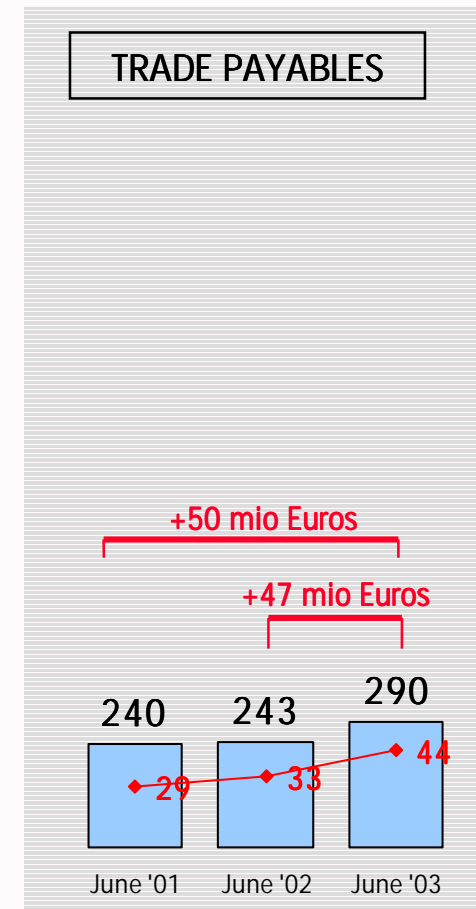 TRADE PAYABLES
+50 mio Euros
+47 mio Euros
240 243 290
29 33 44
June '01 June '02 June '03